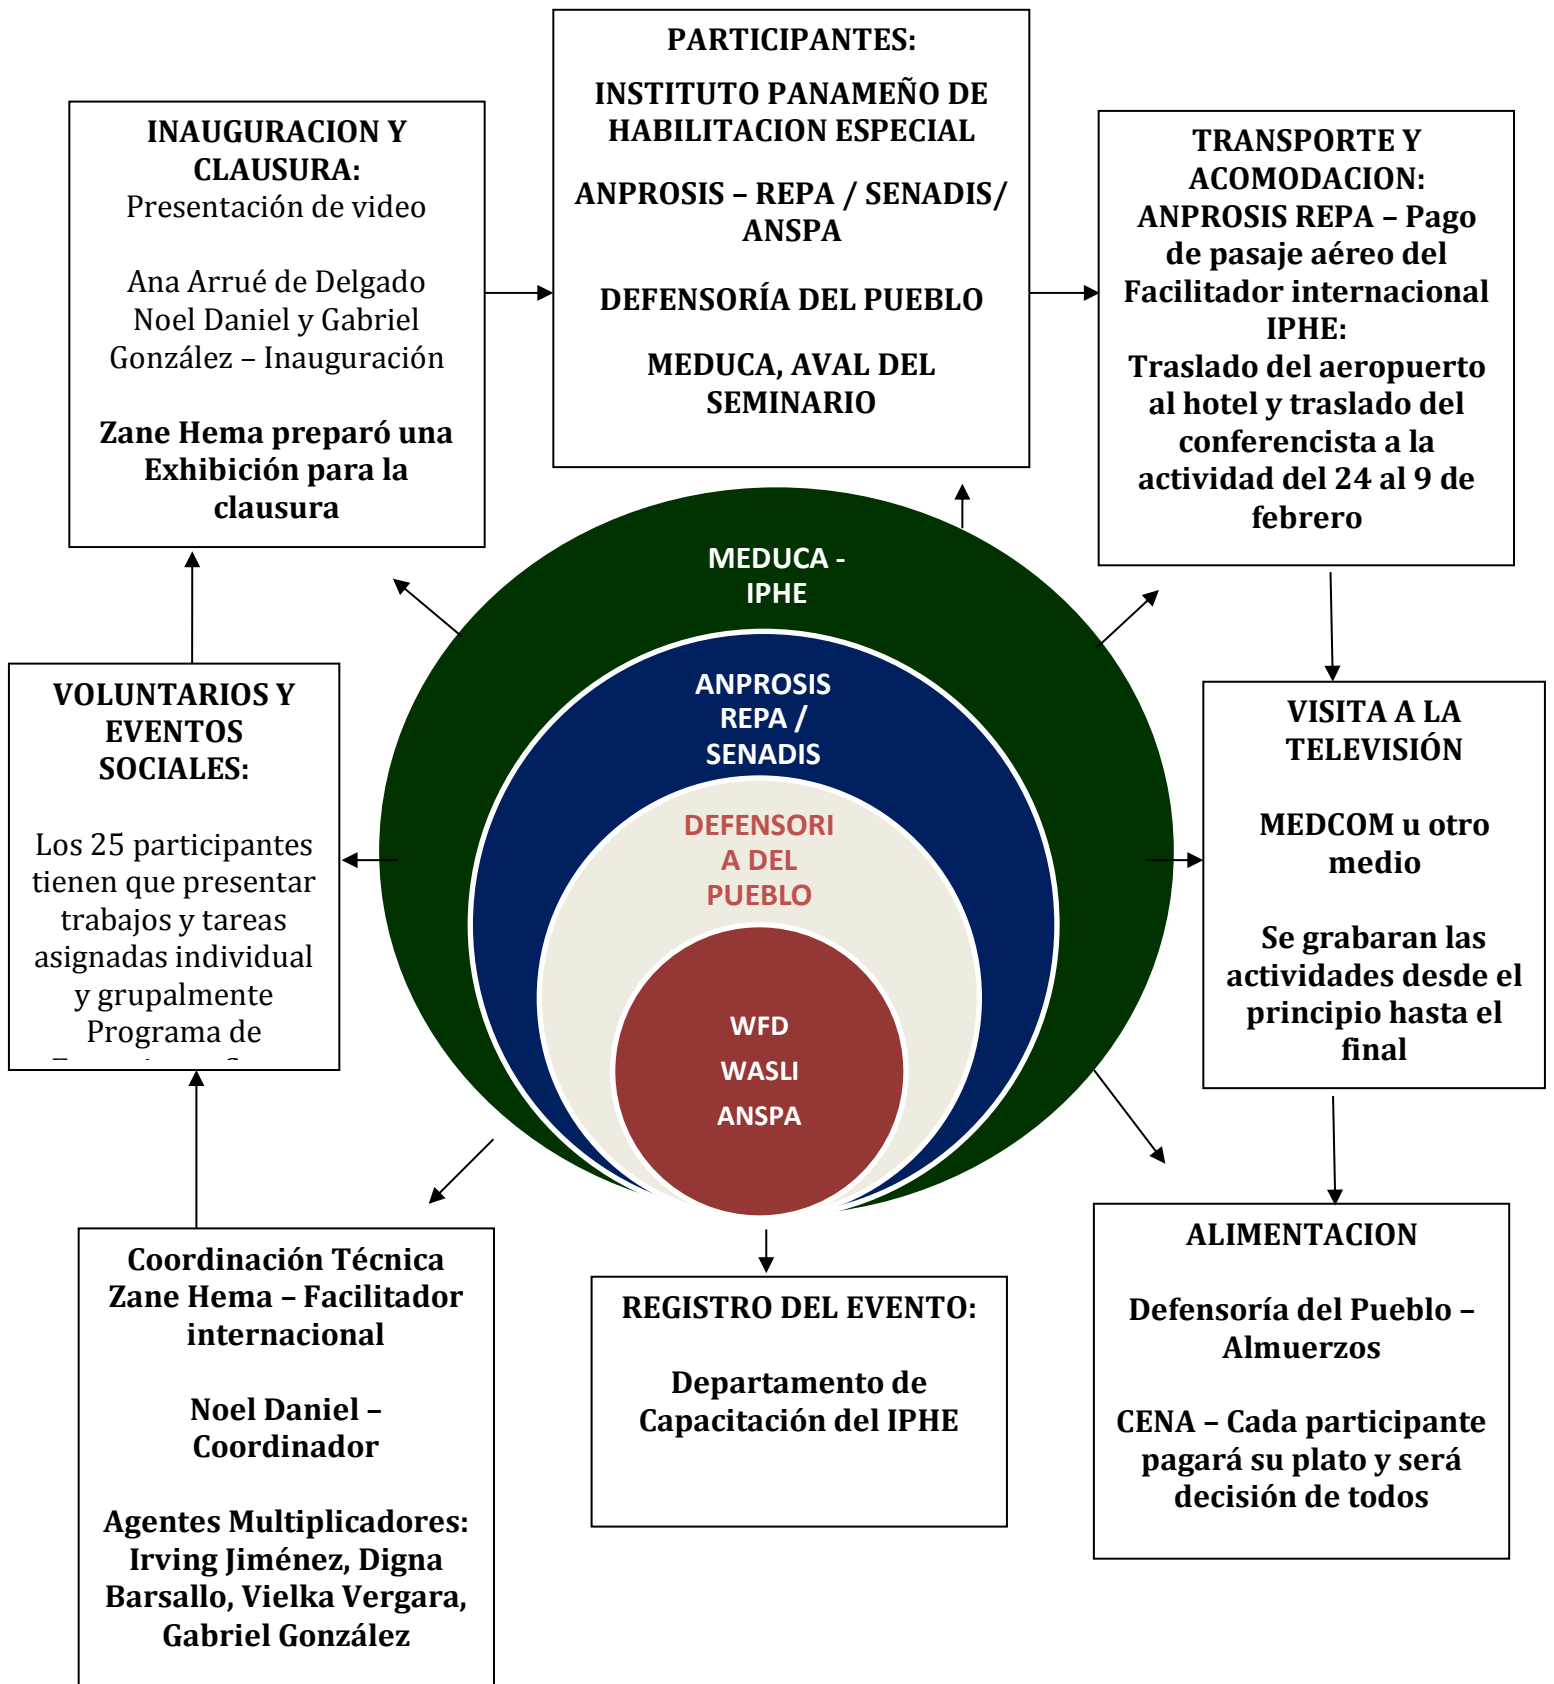 PARTICIPANTES:
INSTITUTO PANAMEÑO DE
HABILITACION ESPECIAL
ANPROSIS – REPA / SENADIS/
ANSPA
DEFENSORÍA DEL PUEBLO
MEDUCA, AVAL DEL
SEMINARIO
INAUGURACION Y
CLAUSURA:
Presentación de video
Ana Arrué de Delgado
Noel Daniel y Gabriel
González – Inauguración
Zane Hema preparó una
Exhibición para la
clausura
TRANSPORTE Y
ACOMODACION:
ANPROSIS REPA – Pago
de pasaje aéreo del
Facilitador internacional
IPHE:
Traslado del aeropuerto
al hotel y traslado del
conferencista a la
actividad del 24 al 9 de
febrero
MEDUCA -
IPHE
ANPROSIS
REPA /
SENADIS
DEFENSORI
A DEL
PUEBLO
WFD
WASLI
ANSPA
VOLUNTARIOS Y
EVENTOS
SOCIALES:
Los 25 participantes
tienen que presentar
trabajos y tareas
asignadas individual
y grupalmente
Programa de
VISITA A LA
TELEVISIÓN
MEDCOM u otro
medio
Se grabaran las
actividades desde el
principio hasta el
final
Coordinación Técnica
Zane Hema – Facilitador
internacional
Noel Daniel –
Coordinador
Agentes Multiplicadores:
Irving Jiménez, Digna
Barsallo, Vielka Vergara,
Gabriel González
REGISTRO DEL EVENTO:
Departamento de
Capacitación del IPHE
ALIMENTACION
Defensoría del Pueblo –
Almuerzos
CENA – Cada participante
pagará su plato y será
decisión de todos